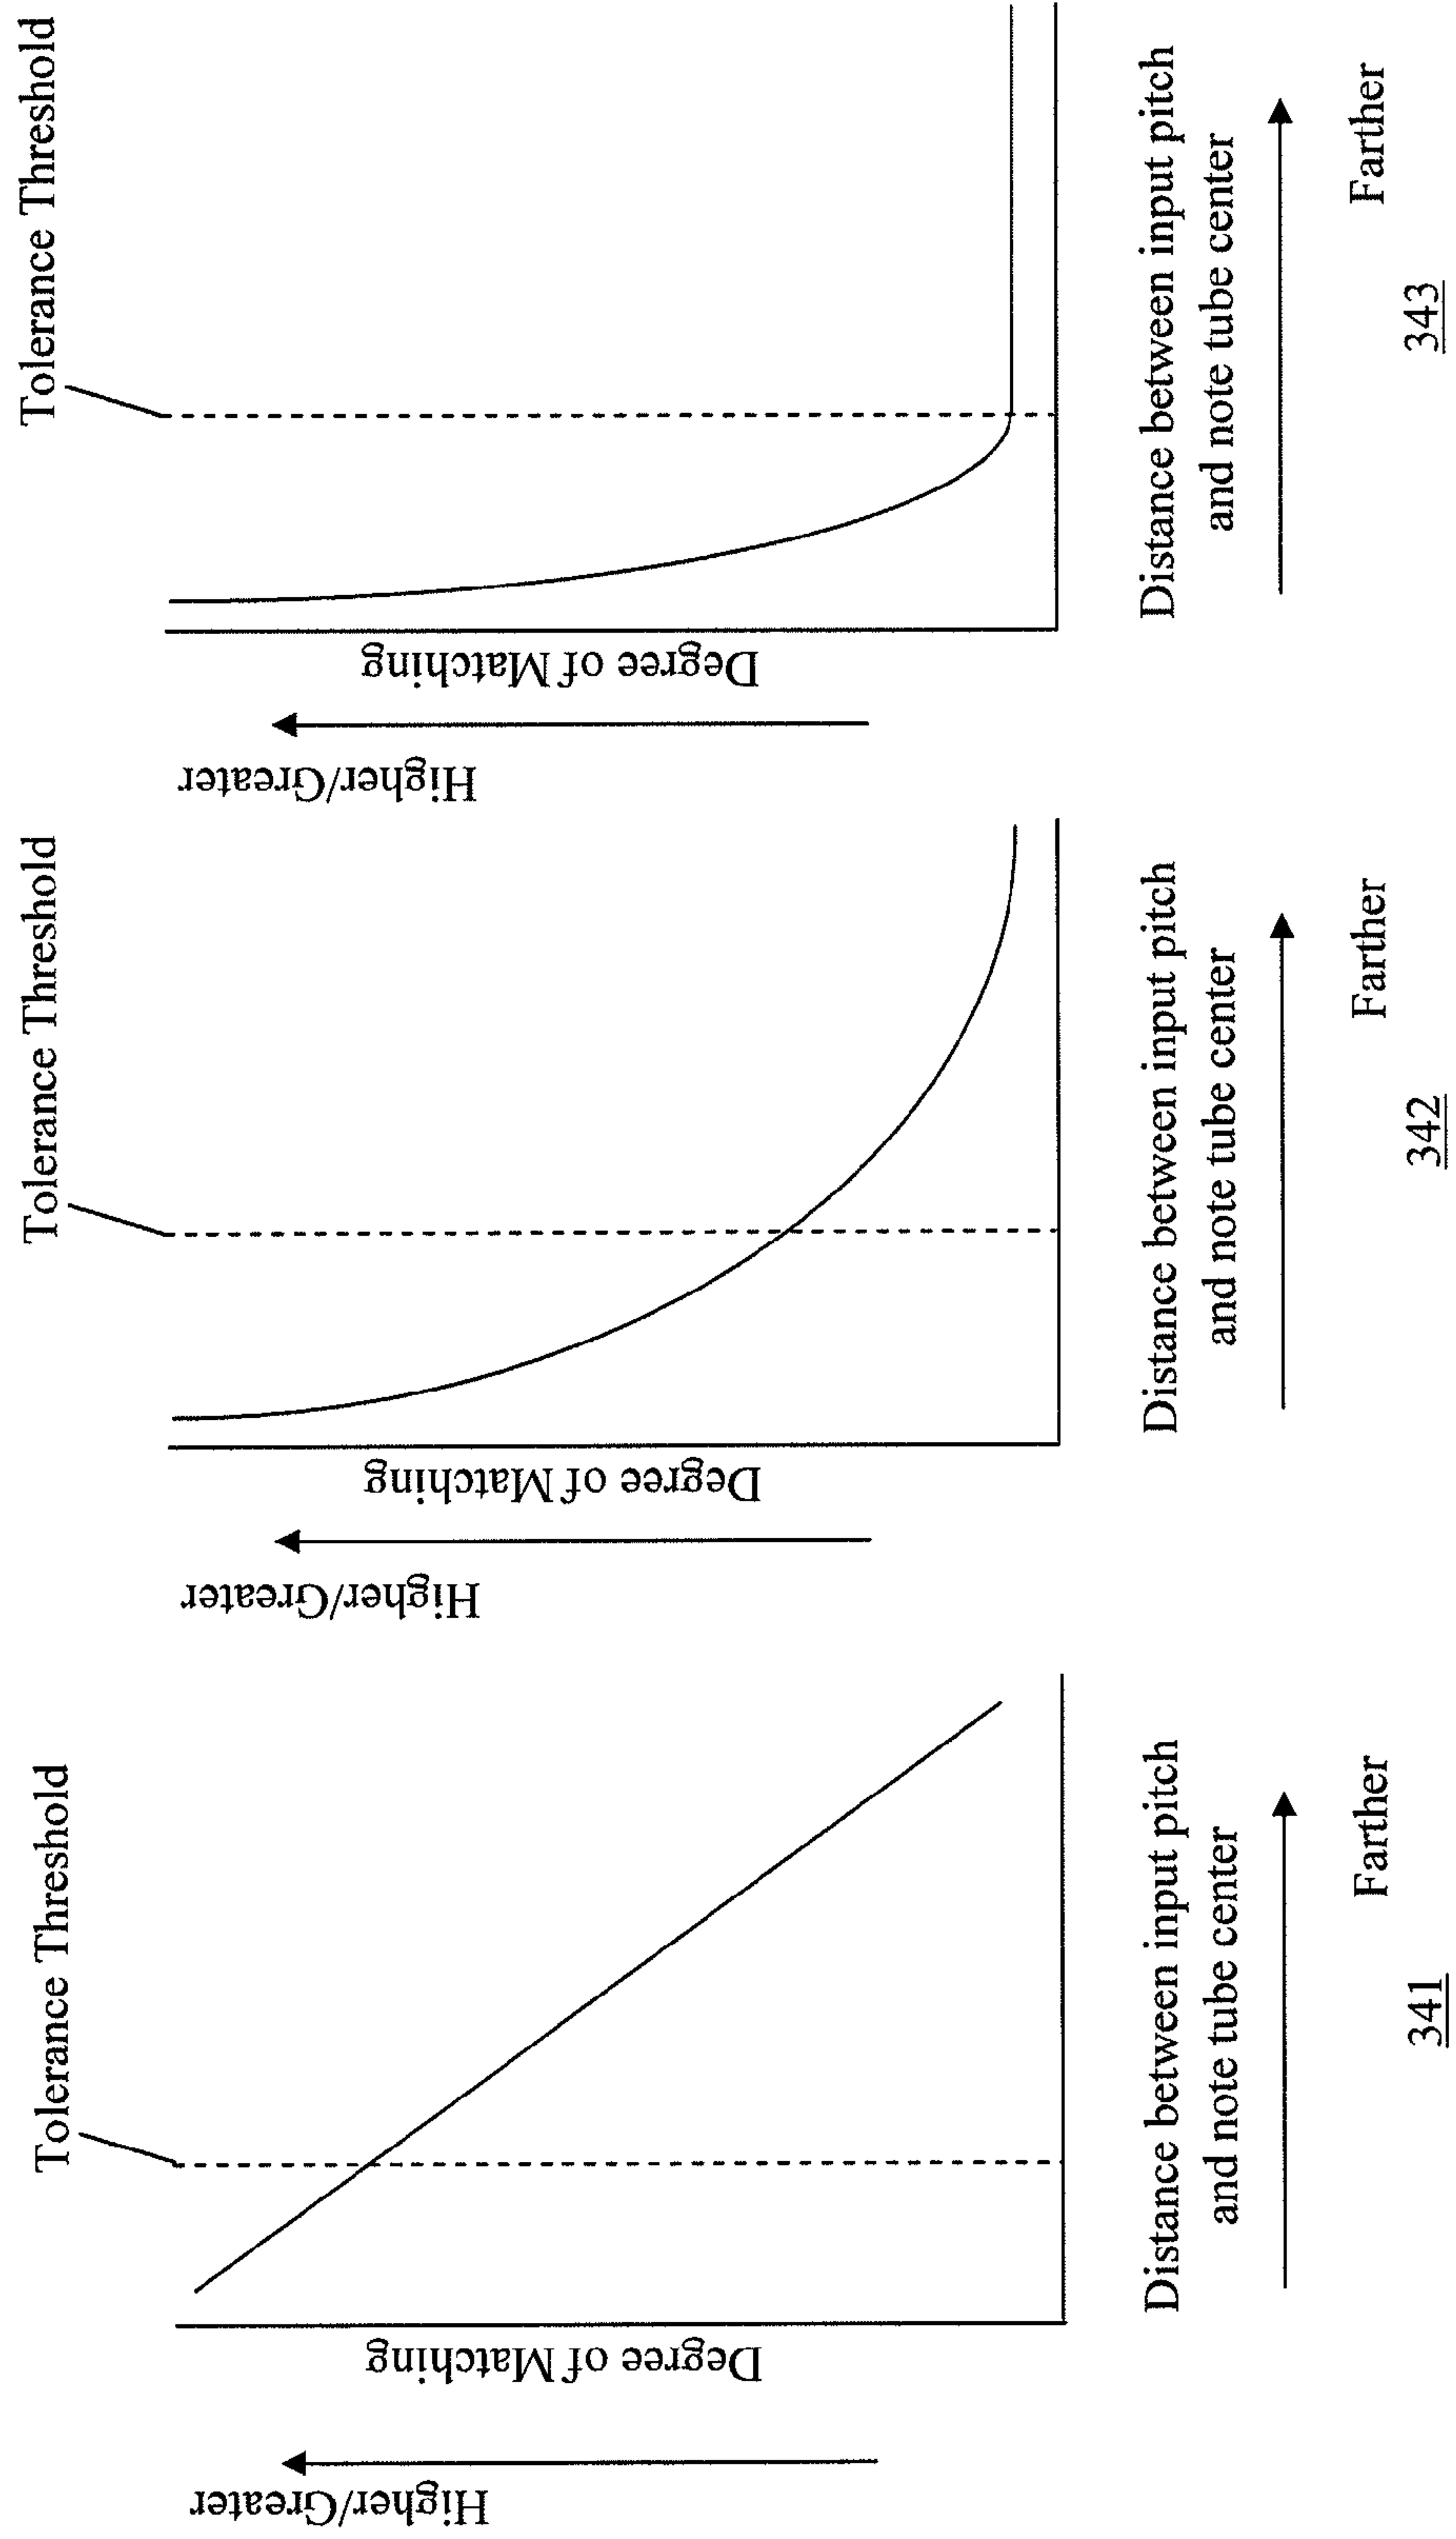 Tolerance Threshold
Higher/Greater
Degree of Matching
Distance between input pitch
and note tube center
Farther
341
Tolerance Threshold
Higher/Greater
Degree of Matching
Distance between input pitch
and note tube center
Farther
342
Tolerance Threshold
Higher/Greater
Degree of Matching
Distance between input pitch
and note tube center
Farther
343